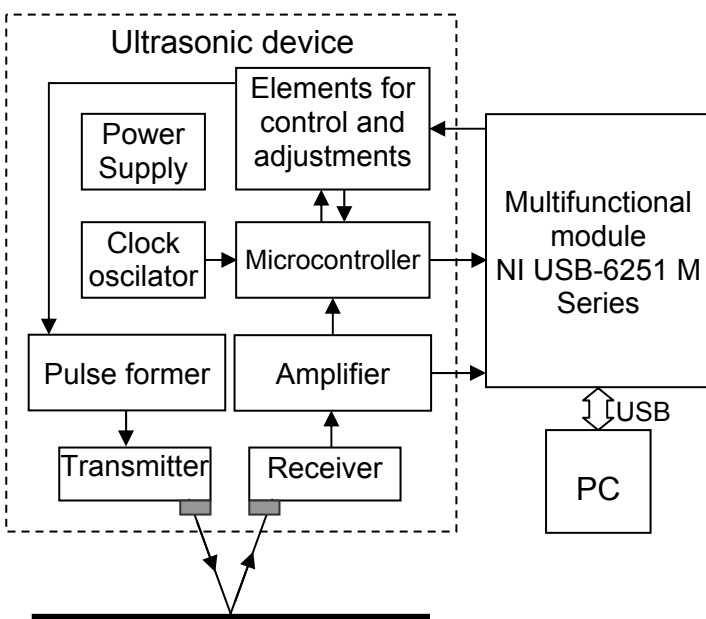 Ultrasonic device
Elements for
control and
adjustments
Power
Supply
Multifunctional
module
NI USB-6251 M
Series
Clock
oscilator
Microcontroller
Pulse former
Amplifier
USB
Transmitter
Receiver
PC